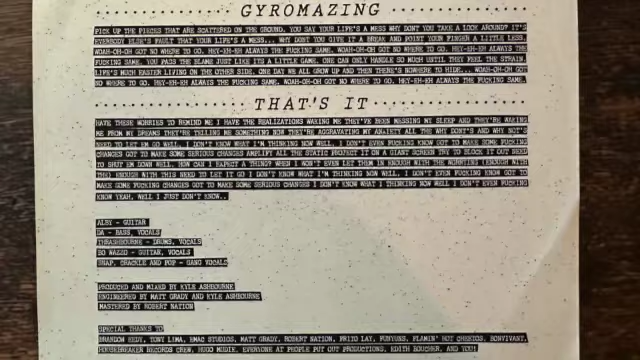 GYROMAZING
PICK UP THE PIECES THAT ARE SCATTERED ON THE GROUND. YOU SAY YOUR LIFE'S A MESS WHY DONT YOU TAKE A LOOK AROUND? IT'S
EVERBODY ELSE'S FAULT THAT YOUR LIFE'S A MESS... WHY DONT YOU GIVE IT A BREAK AND POINT YOUR FINGER A LITTLE LESS.
WOAH-OH-OH GOT NO WHERE TO GO. HEY-EH-EH ALWAYS THE FUCKING SAME. WOAH-OH-OH GOT NO WHERE TO GO. HEY-EH-EH ALWAYS THE
FUCKING SAME. YOU PASS THE BLAME JUST LIKE ITS A LITTLE GAME. ONE CAN ONLY HANDLE SO MUCH UNTIL THEY FEEL THE STRAIN.
LIFE'S MUCH EASIER LIVING ON THE OTHER SIDE. ONE DAY WE ALL GROW UP AND THEN THERE'S NOWHERE TO HIDE... WOAH-OH-OH GOT
NO WHERE TO GO. HEY-EH-EH ALWAYS THE FUCKING SAME. WOAH-OH-OH GOT NO WHERE TO GO. HEY-EH-EH ALWAYS THE FUCKING SAME.
THAT'S IT
HAVE THESE WORRIES TO REMIND ME I HAVE THE REALIZATIONS WAKING ME THEY'VE BEEN MESSING MY SLEEP AND THEY'RE WAKING
ME FROM MY DREAMS THEY'RE TELLING ME SOMETHING NOW THEY'RE AGGRAVATING MY ANXIETY ALL THE WHY DONT'S AND WHY NOT'S
NEED TO LET EM GO WELL, I DON'T KNOW WHAT I'M THINKING NOW WELL, I DON'T EVEN FUCKING KNOW GOT TO MAKE SOME FUCKING
CHANGES GOT TO MAKE SOME SERIOUS CHANGES AMPLIFY ALL THE STATIC PROJECT IT ON A GIANT SCREEN TRY TO BLOCK IT OUT NEED
TO SHUT EM DOWN WELL, HOW CAN I EXPECT A THING? WHEN I WON'T EVEN LET THEM IN ENOUGH WITH THE WORRYING (ENOUGH WITH
THE) ENOUGH WITH THIS NEED TO LET IT GO I DON'T KNOW WHAT I'M THINKING NOW WELL, I DON'T EVEN FUCKING KNOW GOT TO
MAKE SOME FUCKING CHANGES GOT TO MAKE SOME SERIOUS CHANGES I DON'T KNOW WHAT I THINKING NOW WELL I DON'T EVEN FUCKING
KNOW YEAH, WELL I JUST DON'T KNOW..
ALBY - GUITAR
DA - BASS, VOCALS
THRASHBOURNE - DRUMS, VOCALS
BO WAZZO - GUITAR, VOCALS
SNAP, CRACKLE AND POP - GANG VOCALS
PRODUCED AND MIXED BY KYLE ASHBOURNE
ENGINEERED BY MATT GRADY AND KYLE ASHBOURNE
MASTERED BY ROBERT NATION
SPECIAL THANKS TO
BRANDON EEDY, TONY LIMA, BMAC STUDIOS, MATT GRADY, ROBERT NATION, FRITO LAY, FUNYUNS, FLAMIN' HOT CHEETOS, BONVIVANT,
HOUSEBREAKER RECORDS CREW, HUGO MUDIE, EVERYONE AT PEOPLE PUT OUT PRODUCTIONS, EDITH BOUCHER, AND YOU!